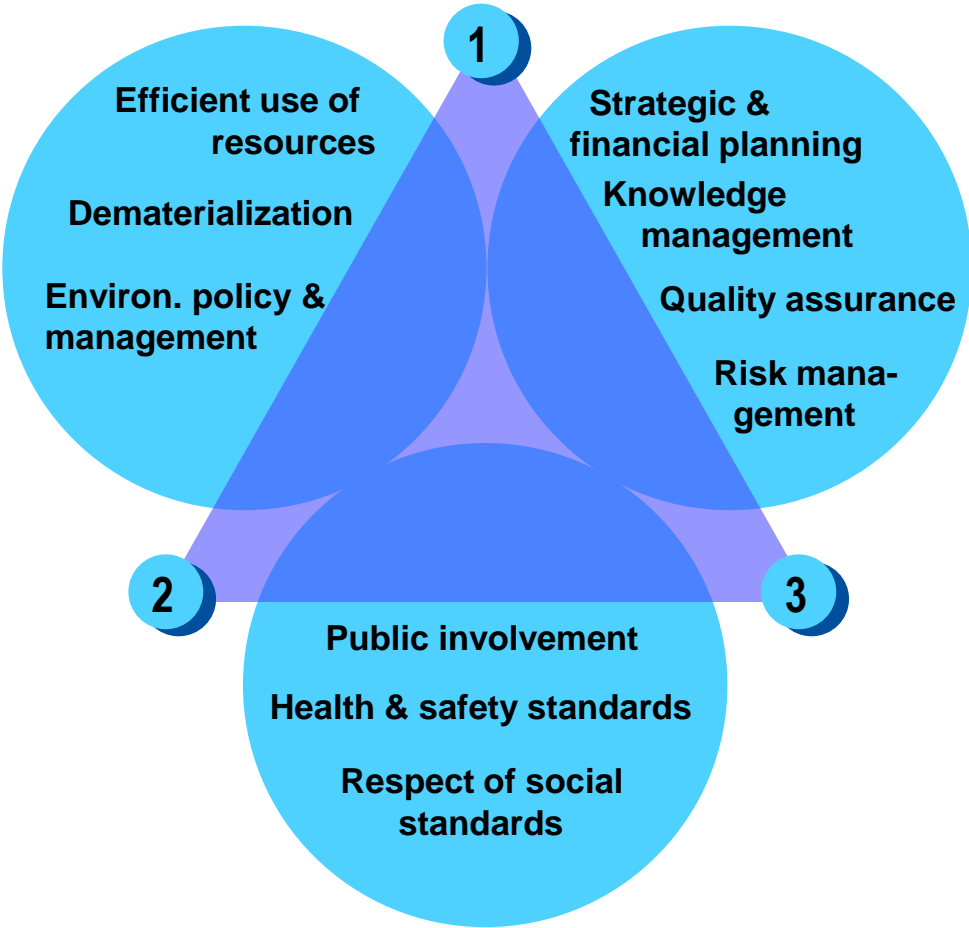 1
Efficient use of
resources
Dematerialization
Environ. policy &
management
Strategic &
financial planning
Knowledge
management
Quality assurance
Risk mana-
gement
2
3
Public involvement
Health & safety standards
Respect of social
standards